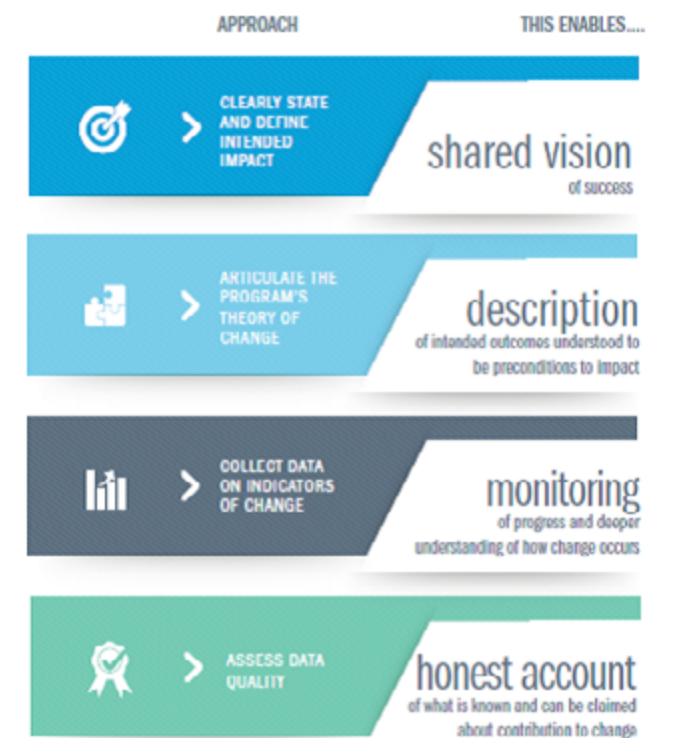 APPROACH
THIS ENABLES....
CLEARLY STATE
AND DEFINE
INTENDED
IMPACT
shared vision
of success
ARTICULATE THE
PROGRAM'S
THEORY OF
CHANGE
description
of intended outcomes understood to
be preconditions to impact
COLLECT DATA
ON INDICATORS
OF CHANGE
monitoring
of progress and deeper
understanding of how change occurs
ASSESS DATA
QUALITY
honest account
of what is known and can be claimed
about contribution to change